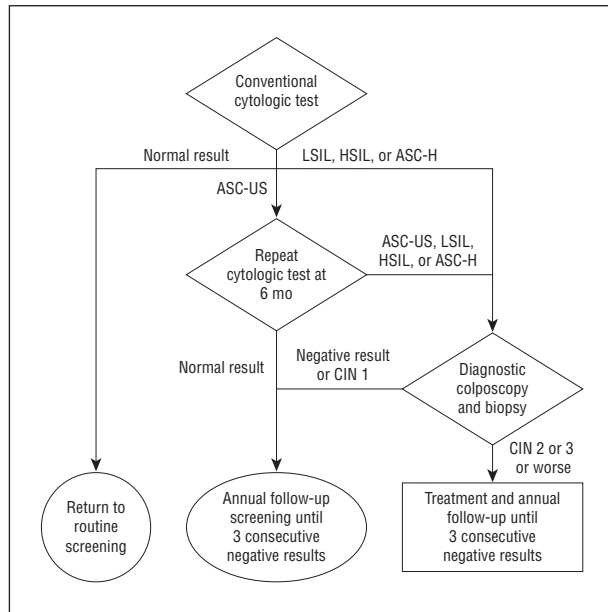 Conventional
cytologic test
Normal result
LSIL, HSIL, or ASC-H
ASC-US
Repeat
cytologic test at
6 mo
ASC-US, LSIL,
HSIL, or ASC-H
Normal result
Negative result
or CIN 1
Diagnostic
colposcopy
and biopsy
CIN 2 or 3
or worse
Return to
routine
screening
Annual follow-up
screening until
3 consecutive
negative results
Treatment and annual
follow-up until
3 consecutive
negative results